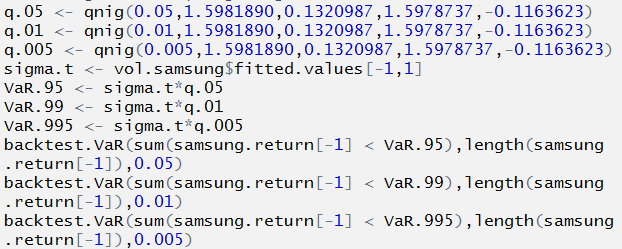 q.05 <- qnig(0.05,1.5981890,0.1320987,1.5978737,-0.1163623)
q.01 <- qnig(0.01,1.5981890,0.1320987,1.5978737,-0.1163623)
q.005 <- qnig(0.005,1.5981890,0.1320987,1.5978737,-0.1163623)
sigma.t <- vol.samsung$fitted.values[-1,1]
VaR.95 <- sigma.t*q.05
VaR.99 <- sigma.t*q.01
VaR.995 <- sigma.t*q.005
backtest.VaR(sum(samsung.return[-1] < VaR.95),length(samsung
.return[-1]),0.05)
backtest.VaR(sum(samsung.return[-1] < VaR.99),length(samsung
.return[-1]),0.01)
backtest.VaR(sum(samsung.return[-1] < VaR.995),length(samsung
.return[-1]),0.005)